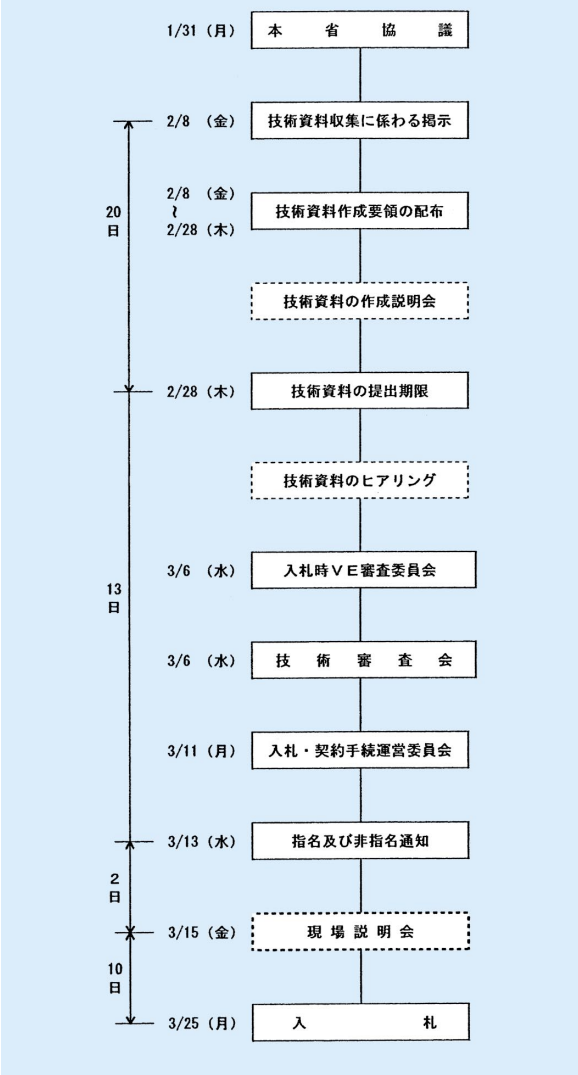 1/31 (月) 本省協議
2/8 (金) 技術資料収集に係わる掲示
2/8 (金)
〜
2/28 (木)
技術資料作成要領の配布
20
日
技術資料の作成説明会
2/28 (木) 技術資料の提出期限
技術資料のヒアリング
3/6 (水) 入札時VE審査委員会
13
日
3/6 (水) 技術審査会
3/11 (月) 入札・契約手続運営委員会
3/13 (水) 指名及び非指名通知
2
日
3/15 (金) 現場説明会
10
日
3/25 (月) 入札